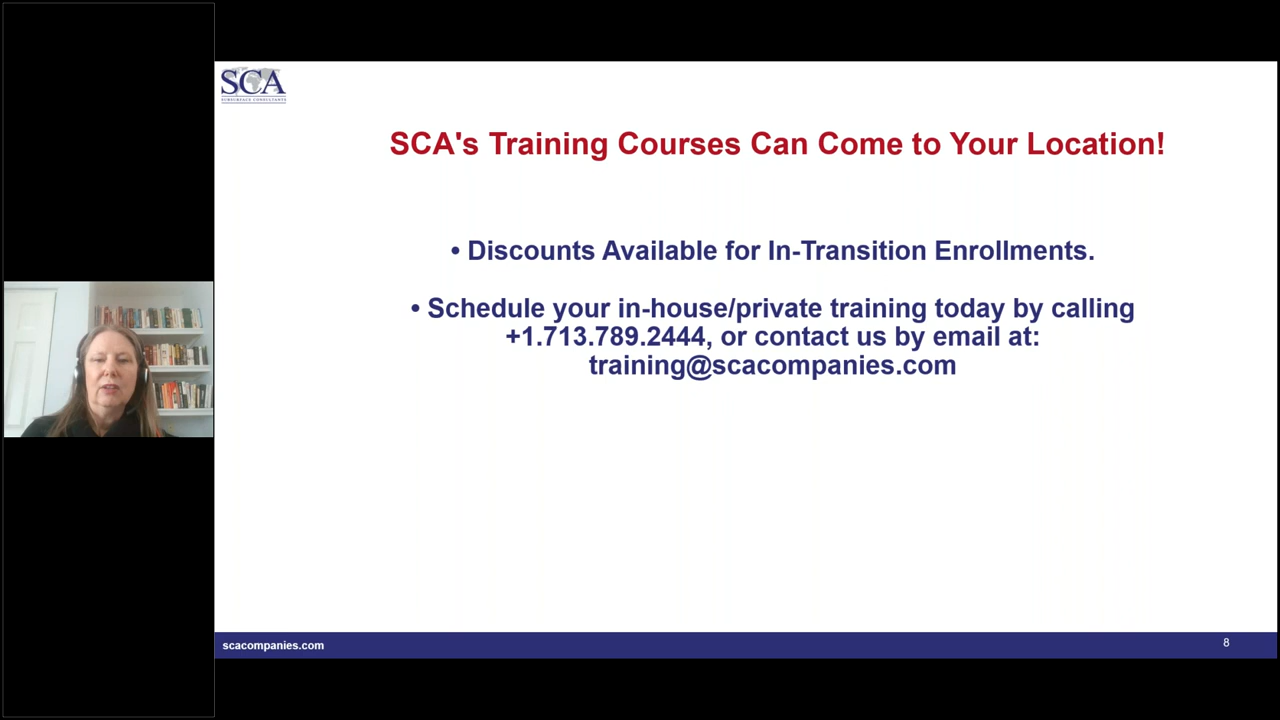 SCA
SUBSURFACE CONSULTANTS
SCA's Training Courses Can Come to Your Location!
• Discounts Available for In-Transition Enrollments.
• Schedule your in-house/private training today by calling
+1.713.789.2444, or contact us by email at:
training@scacompanies.com
scacompanies.com
8